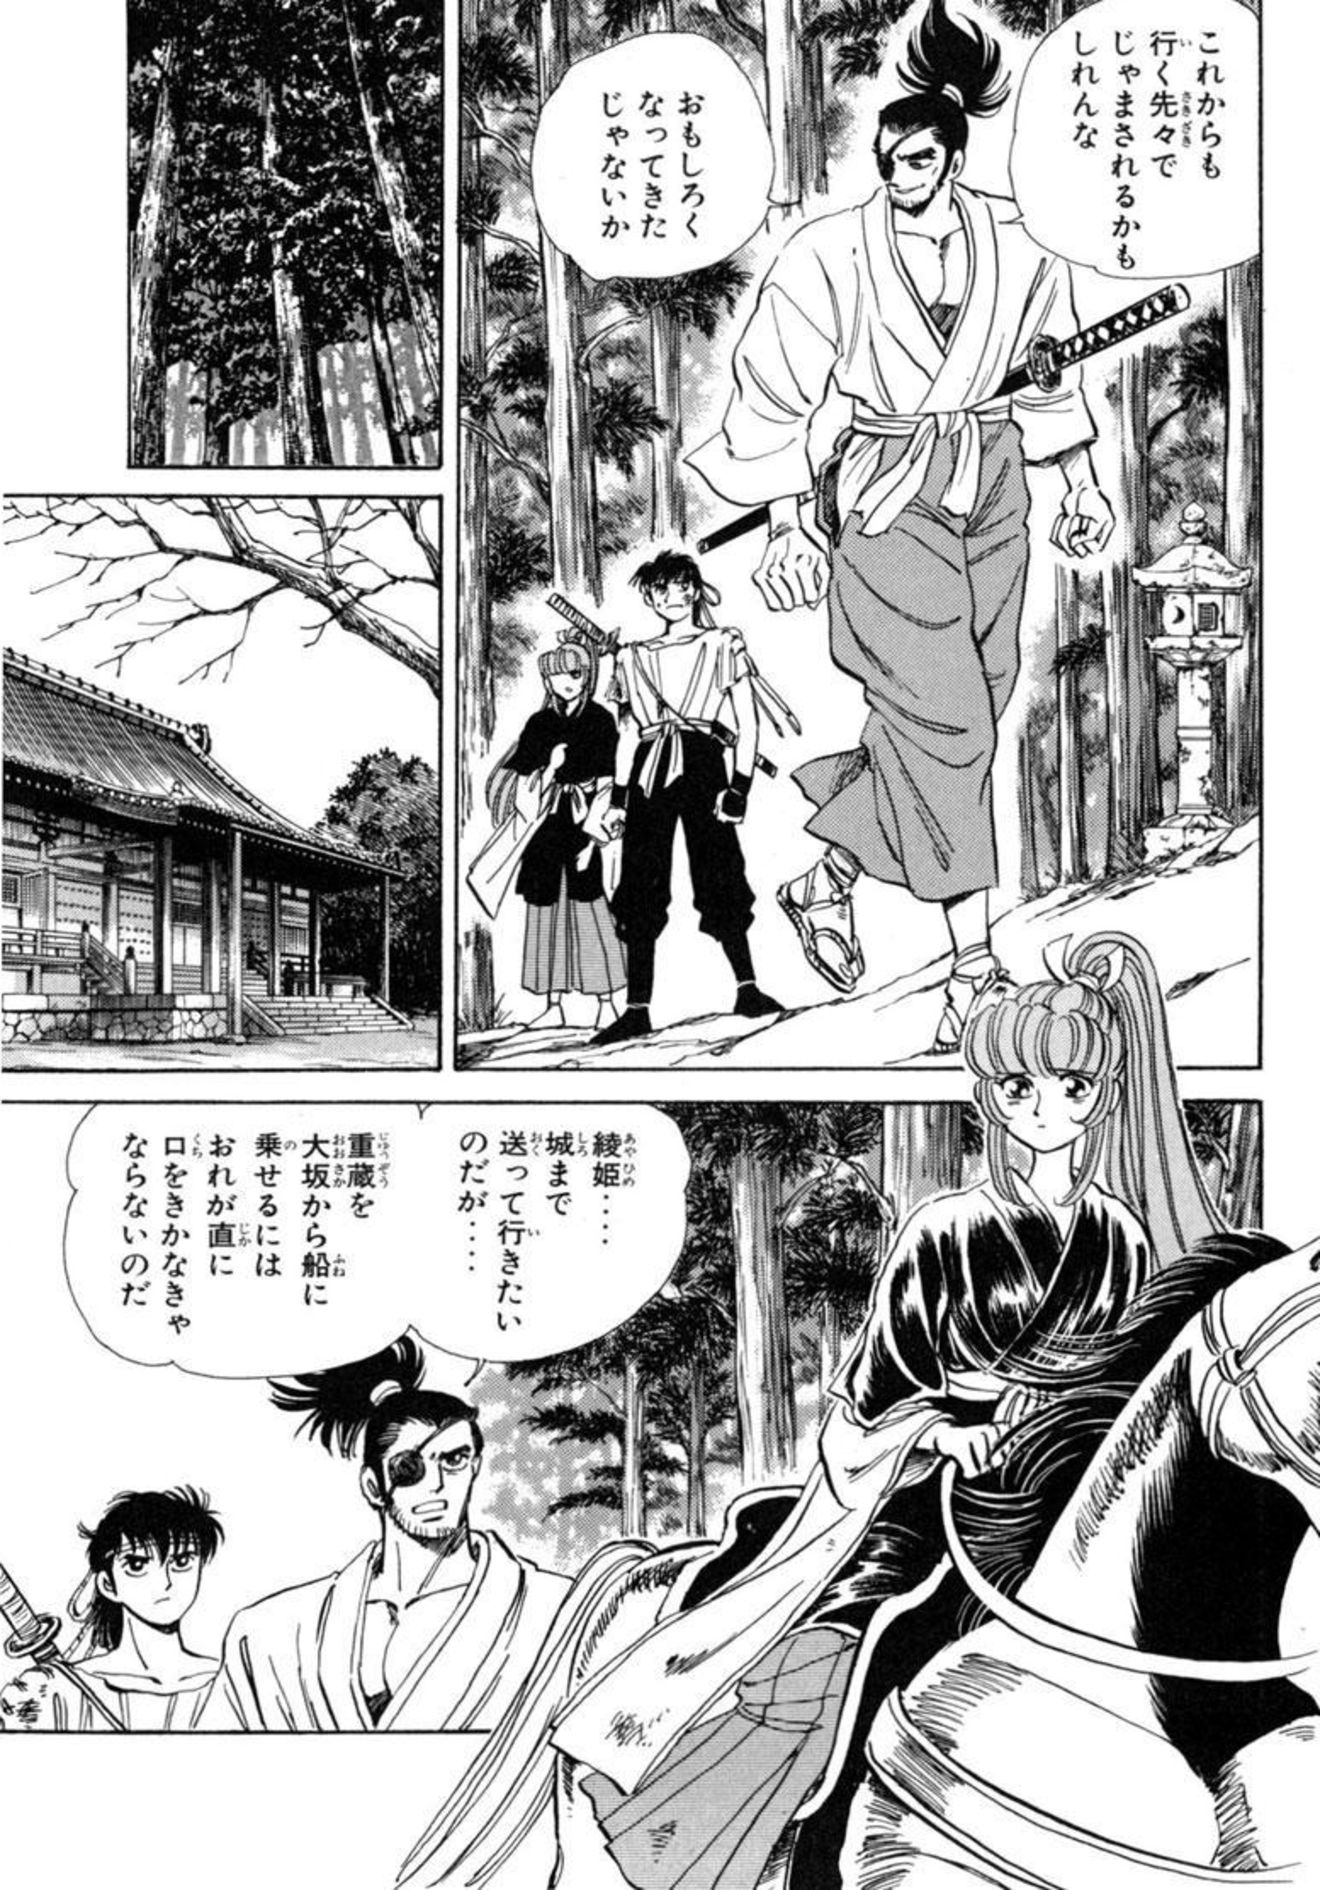 これからも
行く先々で
じゃまされるかも
しれんな
おもしろく
なってきた
じゃないか
綾姫‥‥
城まで
送って行きたい
のだが‥‥
重蔵を
大坂から船に
乗せるには
おれが直に
口をきかなきゃ
ならないのだ